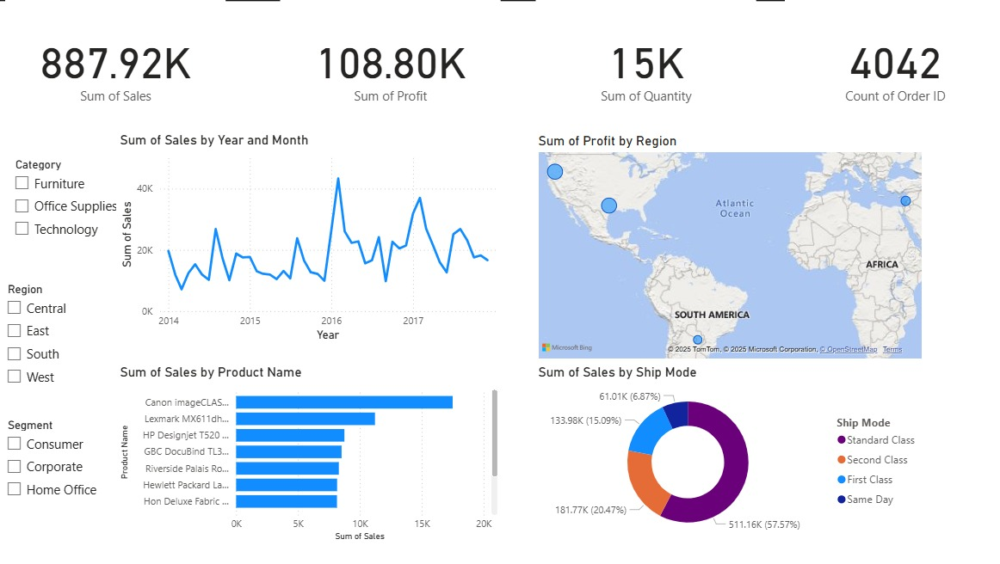 887.92K
Sum of Sales
108.80K
Sum of Profit
15K
Sum of Quantity
4042
Count of Order ID
Category
Furniture
Office Supplies
Technology
Region
Central
East
South
West
Segment
Consumer
Corporate
Home Office
Sum of Sales by Year and Month
Sum of Sales
40K
20K
0K
2014
2015
2016
2017
Year
Sum of Profit by Region
Atlantic
Ocean
AFRICA
SOUTH AMERICA
Microsoft Bing
© 2025 TomTom, © 2025 Microsoft Corporation, © OpenStreetMap Terms
Sum of Sales by Product Name
Product Name
Canon imageCLAS...
Lexmark MX611dh...
HP Designjet T520 ...
GBC DocuBind TL3...
Riverside Palais Ro...
Hewlett Packard La...
Hon Deluxe Fabric ...
0K
5K
10K
15K
20K
Sum of Sales
Sum of Sales by Ship Mode
61.01K (6.87%)
133.98K (15.09%)
181.77K (20.47%)
511.16K (57.57%)
Ship Mode
Standard Class
Second Class
First Class
Same Day